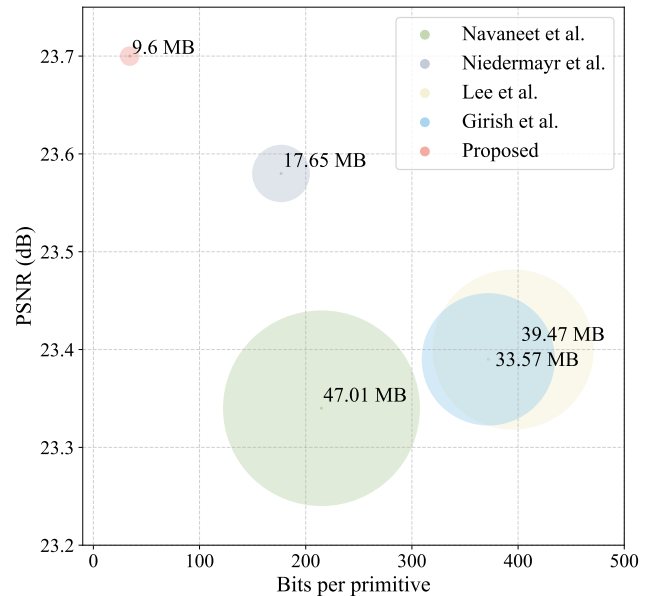 23.7
23.6
23.5
23.4
23.3
23.2
PSNR (dB)
9.6 MB
17.65 MB
39.47 MB
33.57 MB
47.01 MB
Navaneet et al.
Niedermayr et al.
Lee et al.
Girish et al.
Proposed
0 100 200 300 400 500
Bits per primitive